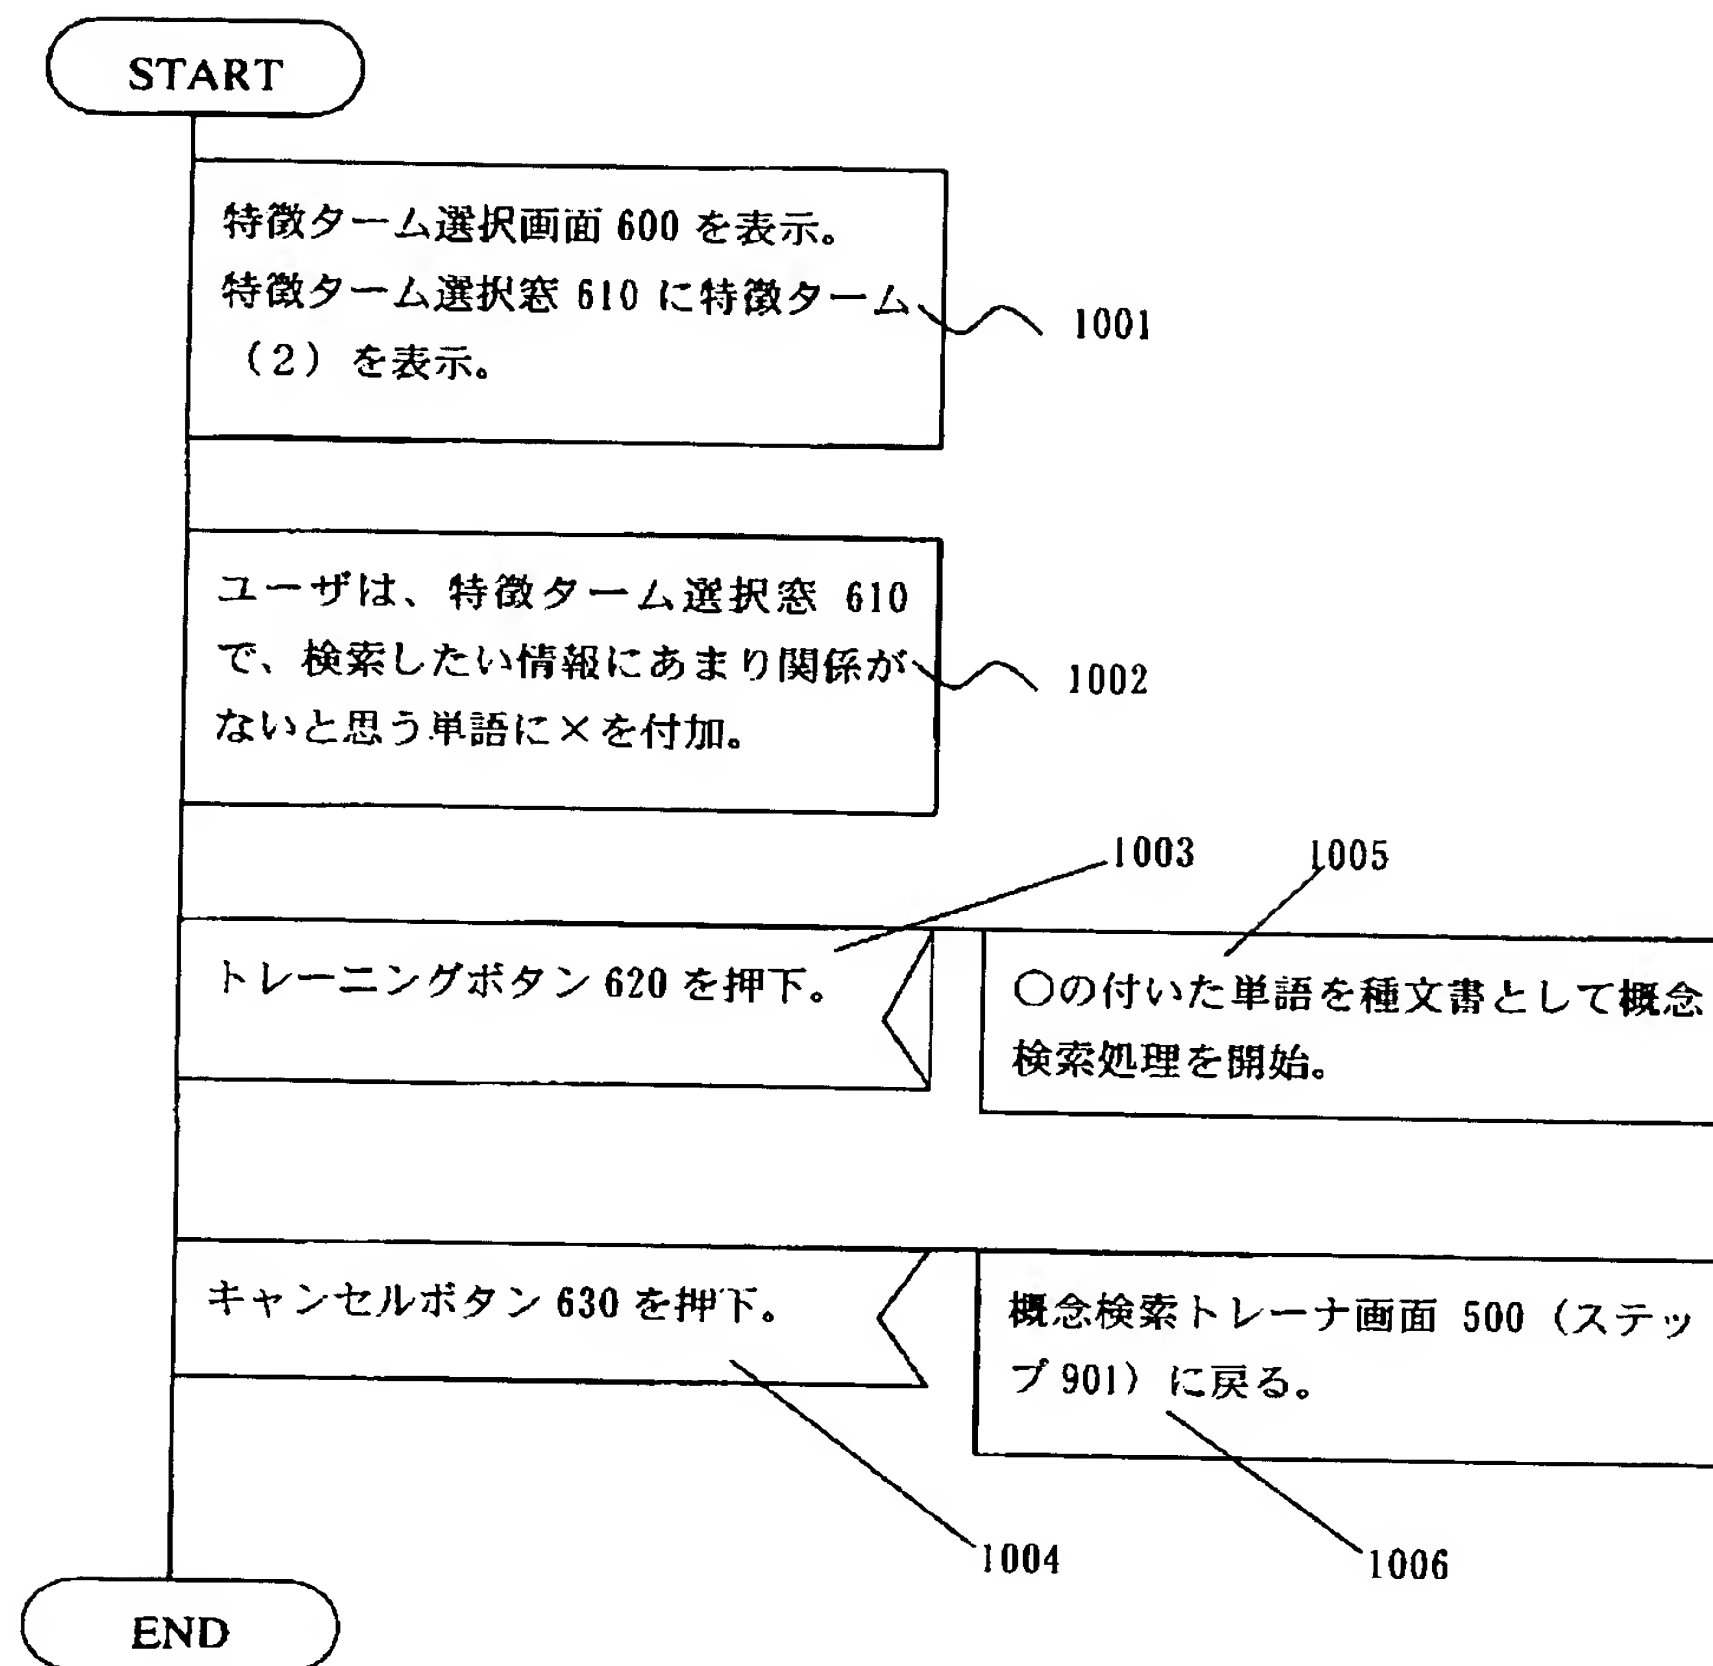 START
特徴ターム選択画面 600 を表示。
特徴ターム選択窓 610 に特徴ターム
（2）を表示。
1001
ユーザは、特徴ターム選択窓 610
で、検索したい情報にあまり関係が
ないと思う単語に×を付加。
1002
1003
1005
トレーニングボタン 620 を押下。
○の付いた単語を種文書として概念
検索処理を開始。
キャンセルボタン 630 を押下。
概念検索トレーナ画面 500（ステッ
プ 901）に戻る。
1004
1006
END